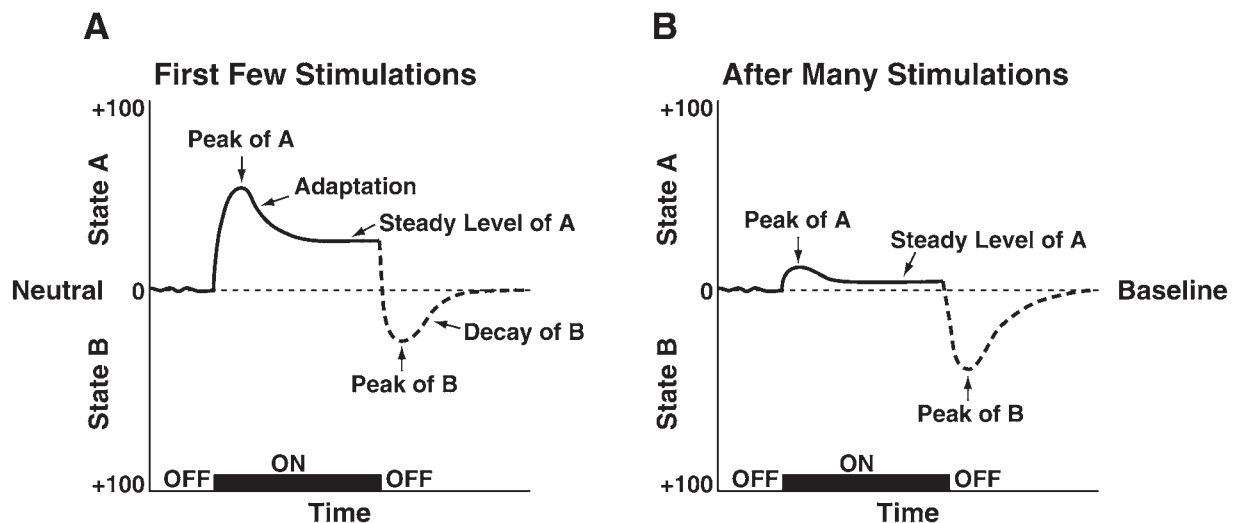 A
First Few Stimulations
+100
Peak of A
Adaptation
Steady Level of A
State A
Neutral 0
Decay of B
Peak of B
State B
ON
OFF OFF
+100
Time
B
After Many Stimulations
+100
Peak of A
Steady Level of A
State A
0 Baseline
Peak of B
State B
ON
OFF OFF
+100
Time